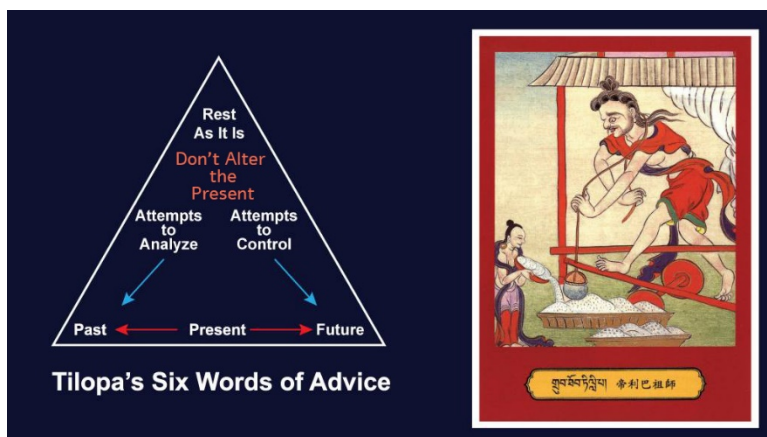 Rest
As It Is
Don't Alter
the
Present
Attempts
to
Analyze
Attempts
to
Control
Past
Present
Future
Tilopa's Six Words of Advice
གྲུབ་ཐོབ་ཏི་ལླི་པ། 帝利巴祖師